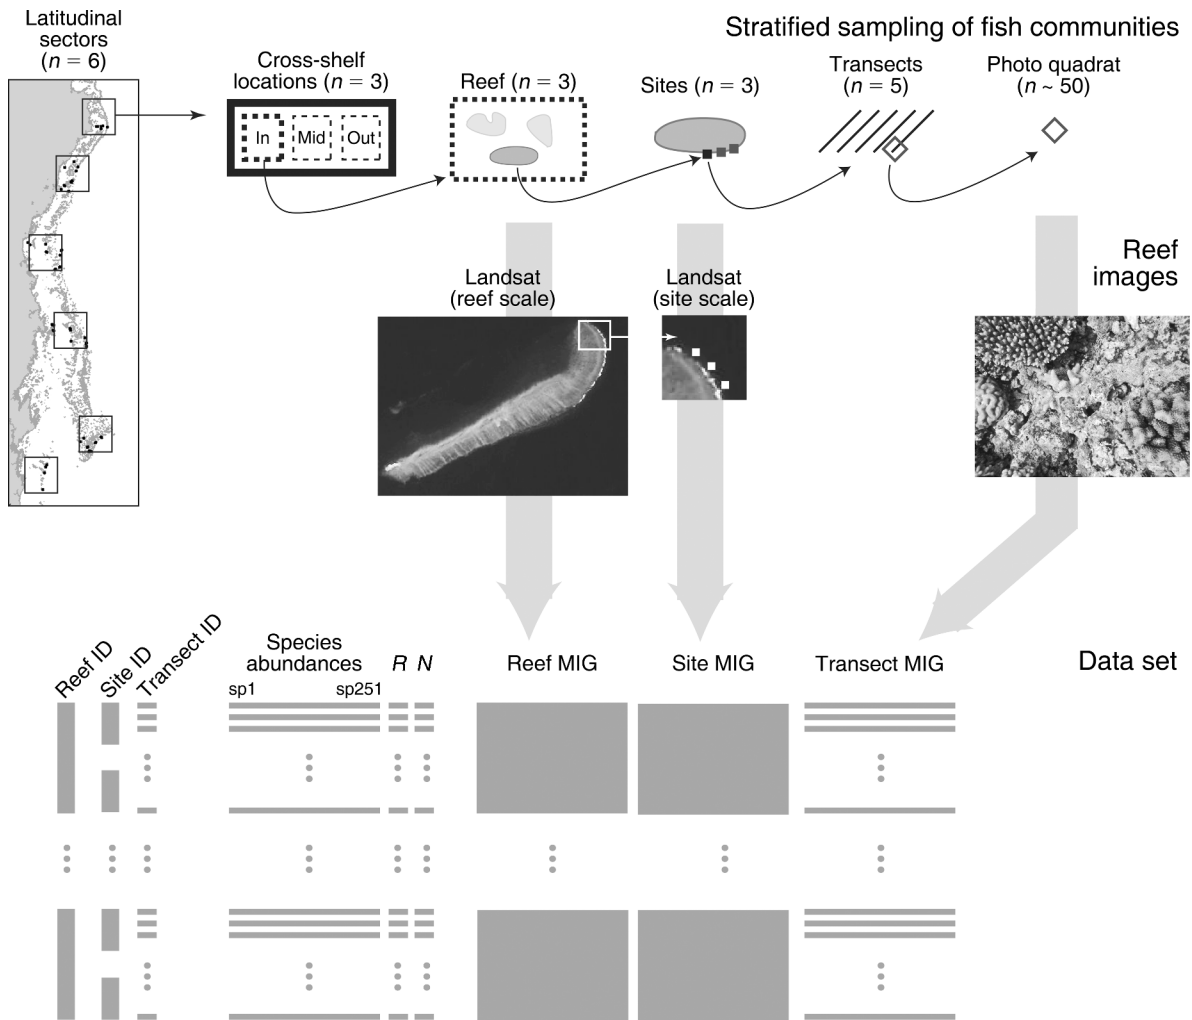 Stratified sampling of fish communities
Latitudinal
sectors
(n = 6)
Cross-shelf
locations (n = 3)
Reef (n = 3)
Sites (n = 3)
Transects
(n = 5)
Photo quadrat
(n ~ 50)
In
Mid
Out
Reef
images
Landsat
(reef scale)
Landsat
(site scale)
Data set
Reef ID
Site ID
Transect ID
Species
abundances
sp1
sp251
R
N
Reef MIG
Site MIG
Transect MIG